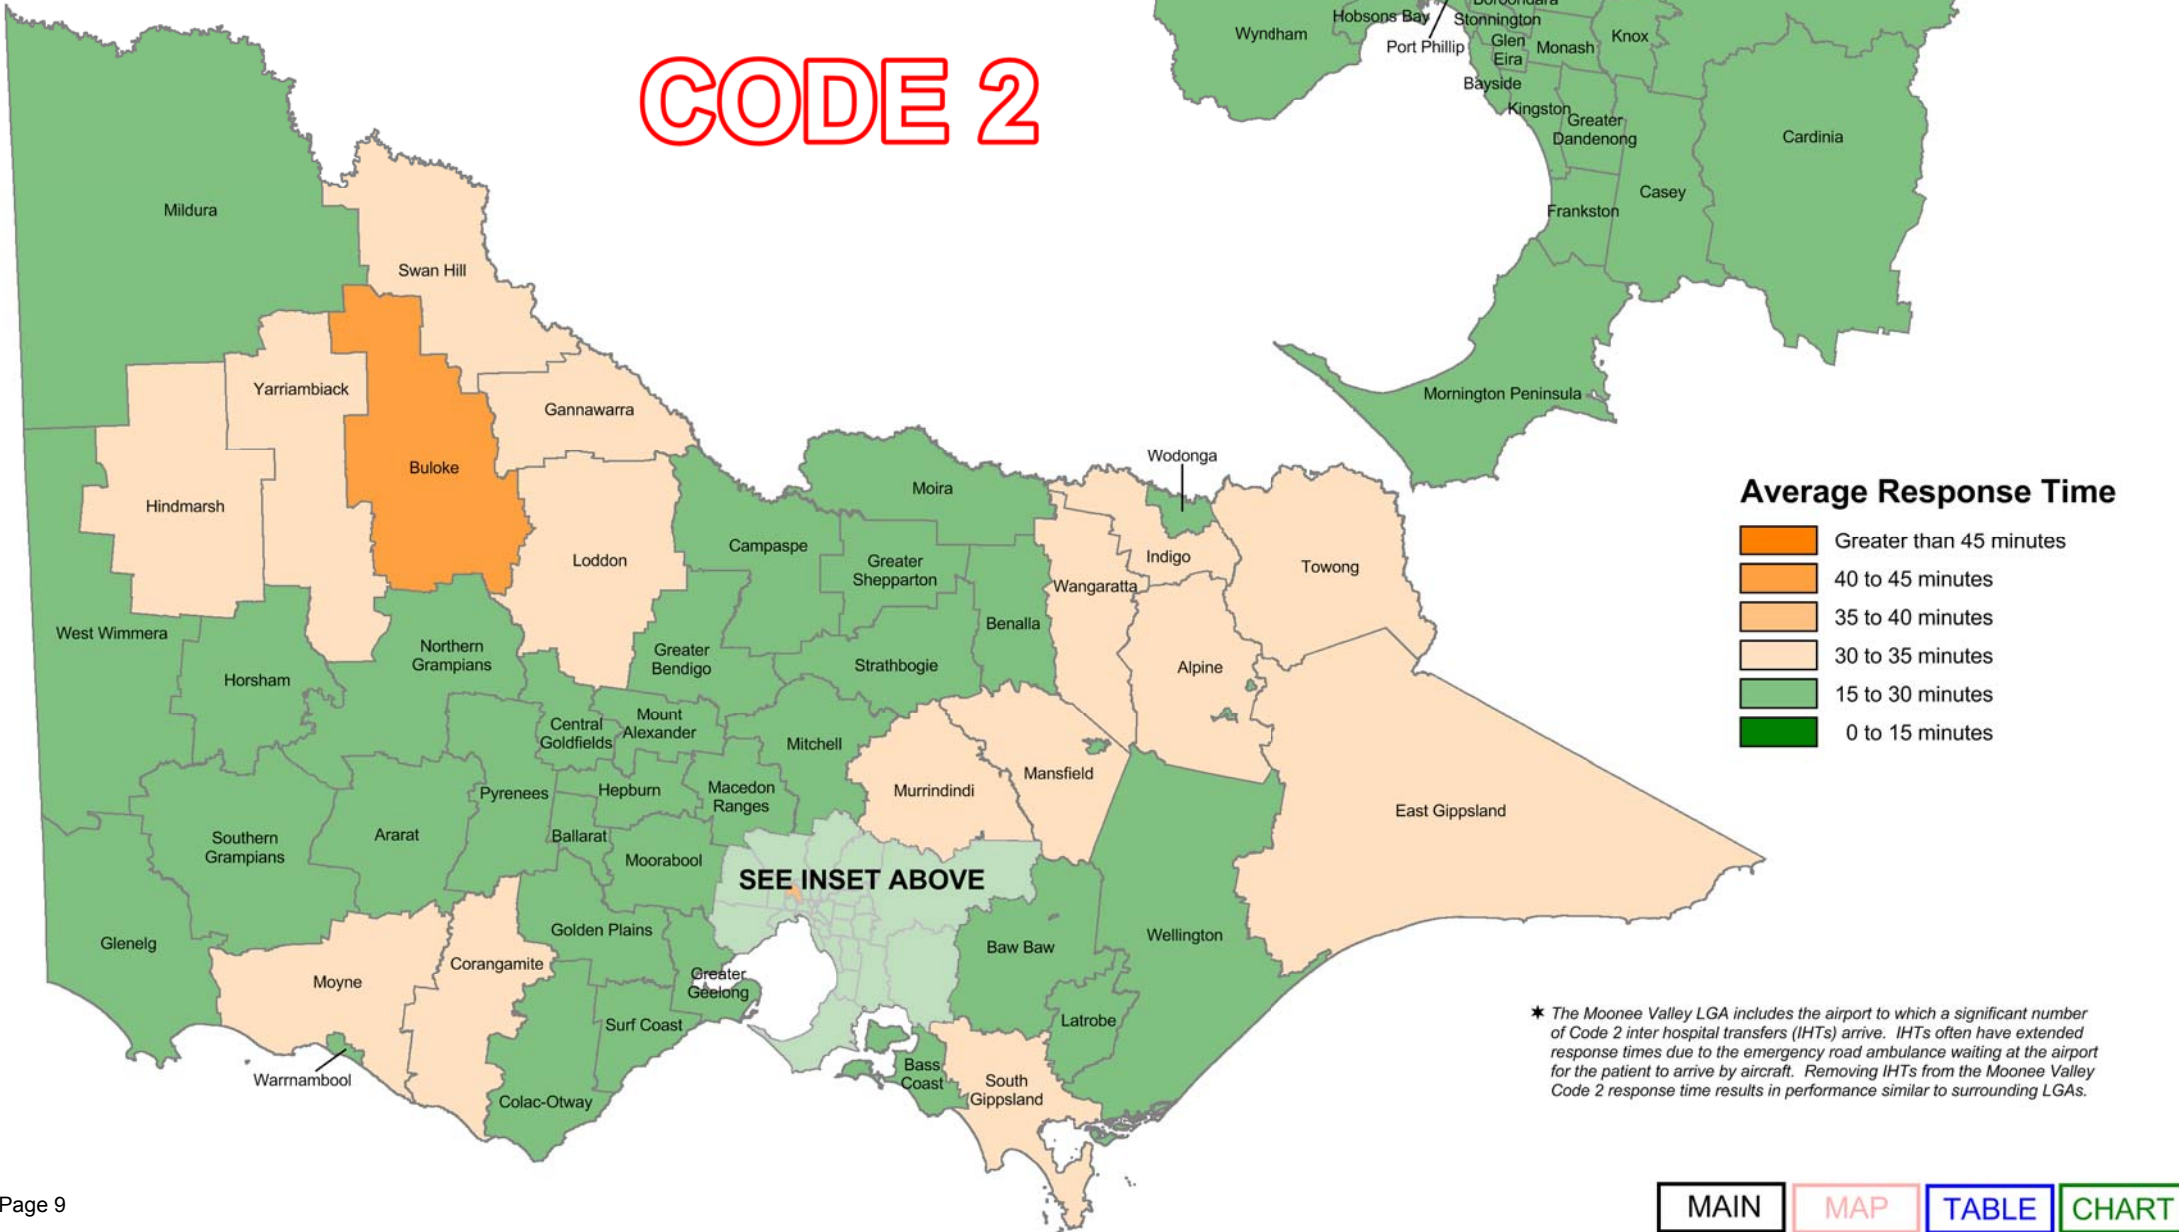 Boroondara
Hobsons Bay
Stonnington
Wyndham
Port Phillip
Glen
Eira
Monash
Knox
Bayside
Kingston
Greater
Dandenong
Cardinia
Casey
Frankston
Mornington Peninsula
CODE 2
Mildura
Swan Hill
Yarriambiack
Gannawarra
Buloke
Hindmarsh
Loddon
Wodonga
Moira
Campaspe
Greater
Shepparton
Indigo
Wangaratta
Towong
Benalla
West Wimmera
Northern
Grampians
Greater
Bendigo
Strathbogie
Alpine
Horsham
Central
Goldfields
Mount
Alexander
Mitchell
Mansfield
Murrindindi
Pyrenees
Hepburn
Macedon
Ranges
East Gippsland
Southern
Grampians
Ararat
Ballarat
Moorabool
SEE INSET ABOVE
Glenelg
Golden Plains
Baw Baw
Wellington
Moyne
Corangamite
Greater
Geelong
Surf Coast
Latrobe
Warrnambool
Bass
Coast
South
Gippsland
Colac-Otway
Average Response Time
Greater than 45 minutes
40 to 45 minutes
35 to 40 minutes
30 to 35 minutes
15 to 30 minutes
0 to 15 minutes
* The Moonee Valley LGA includes the airport to which a significant number
of Code 2 inter hospital transfers (IHTs) arrive. IHTs often have extended
response times due to the emergency road ambulance waiting at the airport
for the patient to arrive by aircraft. Removing IHTs from the Moonee Valley
Code 2 response time results in performance similar to surrounding LGAs.
Page 9
MAIN
MAP
TABLE
CHART